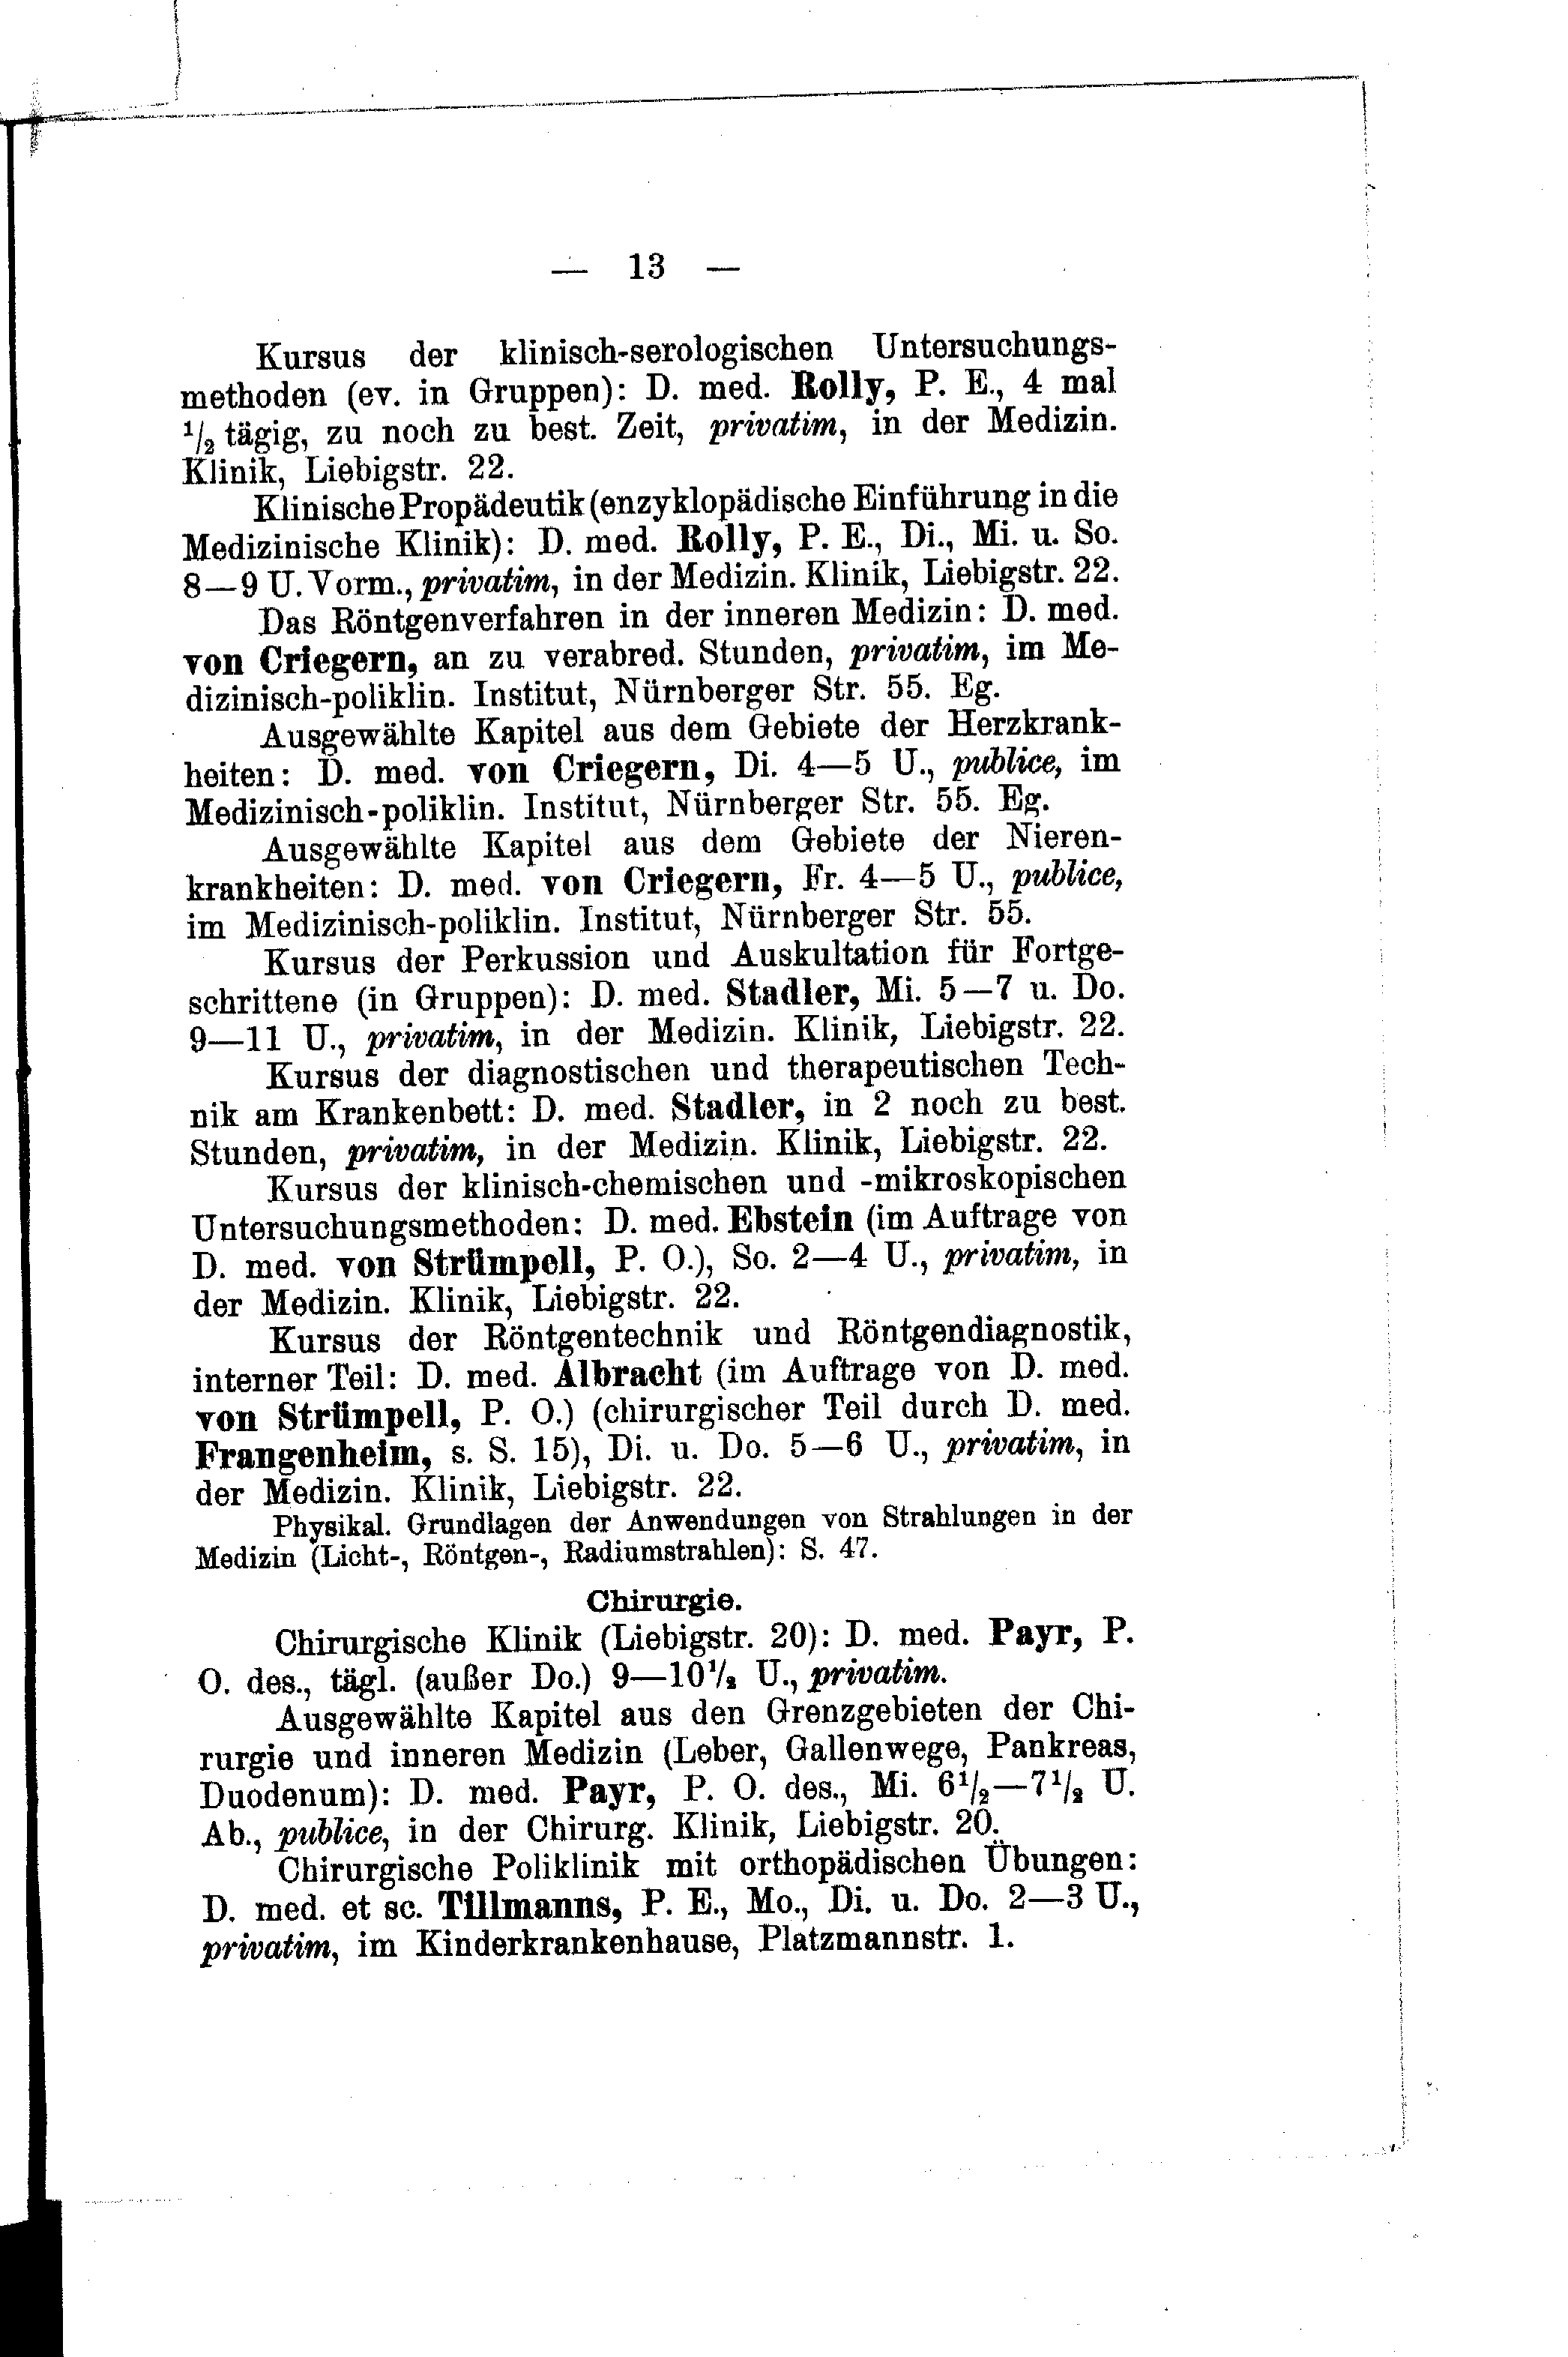 — 13 —
Kursus der klinisch-serologischen Untersuchungs-
methoden (ev. in Gruppen): D. med. Rolly, P. E., 4 mal
1/2 tägig, zu noch zu best. Zeit, privatim, in der Medizin.
Klinik, Liebigstr. 22.
Klinische Propädeutik (enzyklopädische Einführung in die
Medizinische Klinik): D. med. Rolly, P. E., Di., Mi. u. So.
8—9 U. Vorm., privatim, in der Medizin. Klinik, Liebigstr. 22.
Das Röntgenverfahren in der inneren Medizin: D. med.
von Criegern, an zu verabred. Stunden, privatim, im Me-
dizinisch-poliklin. Institut, Nürnberger Str. 55. Eg.
Ausgewählte Kapitel aus dem Gebiete der Herzkrank-
heiten: D. med. von Criegern, Di. 4—5 U., publice, im
Medizinisch-poliklin. Institut, Nürnberger Str. 55. Eg.
Ausgewählte Kapitel aus dem Gebiete der Nieren-
krankheiten: D. med. von Criegern, Fr. 4—5 U., publice,
im Medizinisch-poliklin. Institut, Nürnberger Str. 55.
Kursus der Perkussion und Auskultation für Fortge-
schrittene (in Gruppen): D. med. Stadler, Mi. 5—7 u. Do.
9—11 U., privatim, in der Medizin. Klinik, Liebigstr. 22.
Kursus der diagnostischen und therapeutischen Tech-
nik am Krankenbett: D. med. Stadler, in 2 noch zu best.
Stunden, privatim, in der Medizin. Klinik, Liebigstr. 22.
Kursus der klinisch-chemischen und -mikroskopischen
Untersuchungsmethoden: D. med. Ebstein (im Auftrage von
D. med. von Strümpell, P. O.), So. 2—4 U., privatim, in
der Medizin. Klinik, Liebigstr. 22.
Kursus der Röntgentechnik und Röntgendiagnostik,
interner Teil: D. med. Albracht (im Auftrage von D. med.
von Strümpell, P. O.) (chirurgischer Teil durch D. med.
Frangenheim, s. S. 15), Di. u. Do. 5—6 U., privatim, in
der Medizin. Klinik, Liebigstr. 22.
Physikal. Grundlagen der Anwendungen von Strahlungen in der
Medizin (Licht-, Röntgen-, Radiumstrahlen): S. 47.
Chirurgie.
Chirurgische Klinik (Liebigstr. 20): D. med. Payr, P.
O. des., tägl. (außer Do.) 9—10 1/2 U., privatim.
Ausgewählte Kapitel aus den Grenzgebieten der Chi-
rurgie und inneren Medizin (Leber, Gallenwege, Pankreas,
Duodenum): D. med. Payr, P. O. des., Mi. 6 1/2—7 1/2 U.
Ab., publice, in der Chirurg. Klinik, Liebigstr. 20.
Chirurgische Poliklinik mit orthopädischen Übungen:
D. med. et sc. Tillmanns, P. E., Mo., Di. u. Do. 2—3 U.,
privatim, im Kinderkrankenhause, Platzmannstr. 1.